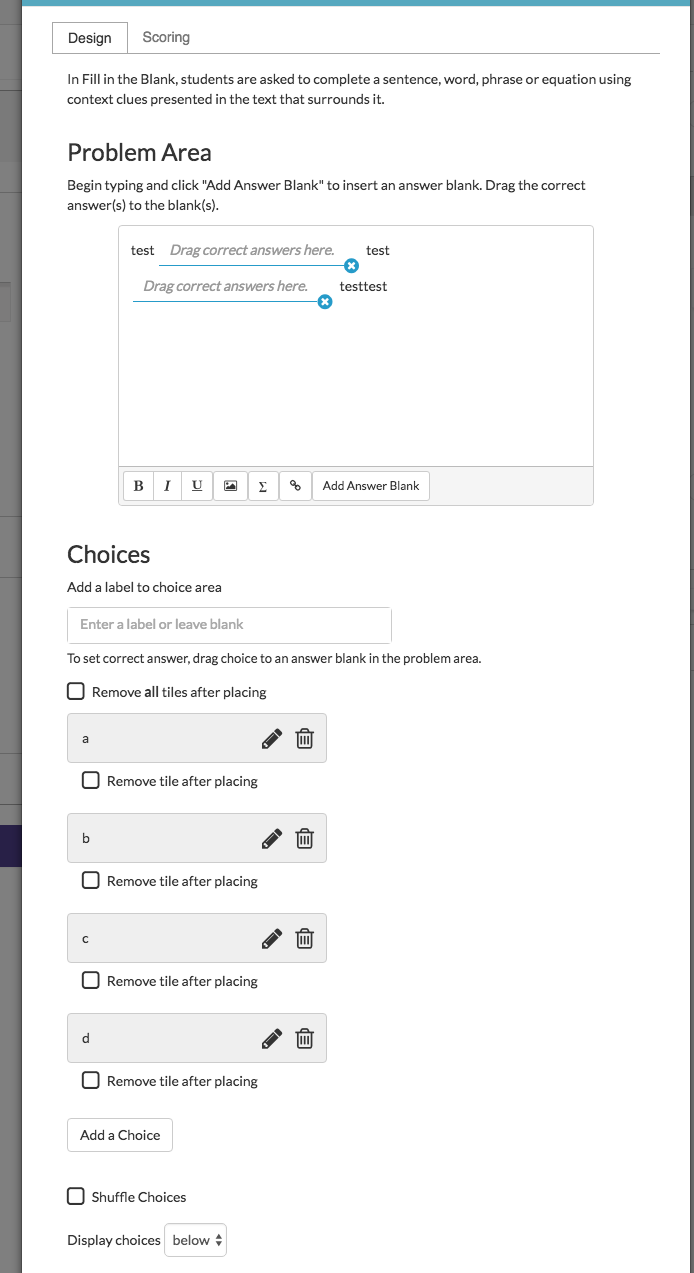 Design
Scoring
In Fill in the Blank, students are asked to complete a sentence, word, phrase or equation using
context clues presented in the text that surrounds it.
Problem Area
Begin typing and click "Add Answer Blank" to insert an answer blank. Drag the correct
answer(s) to the blank(s).
test Drag correct answers here. test
Drag correct answers here. testtest
B I U Σ Add Answer Blank
Choices
Add a label to choice area
Enter a label or leave blank
To set correct answer, drag choice to an answer blank in the problem area.
Remove all tiles after placing
a
Remove tile after placing
b
Remove tile after placing
c
Remove tile after placing
d
Remove tile after placing
Add a Choice
Shuffle Choices
Display choices below